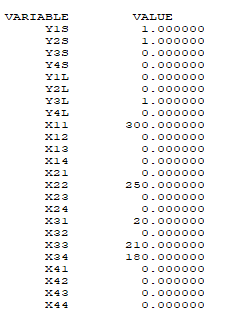 VARIABLE VALUE
Y1S 1.000000
Y2S 1.000000
Y3S 0.000000
Y4S 0.000000
Y1L 0.000000
Y2L 0.000000
Y3L 1.000000
Y4L 0.000000
X11 300.000000
X12 0.000000
X13 0.000000
X14 0.000000
X21 0.000000
X22 250.000000
X23 0.000000
X24 0.000000
X31 20.000000
X32 0.000000
X33 210.000000
X34 180.000000
X41 0.000000
X42 0.000000
X43 0.000000
X44 0.000000